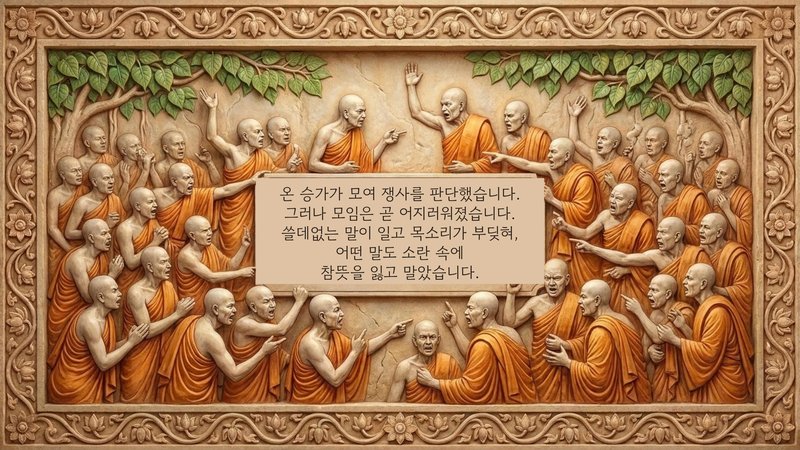 온 승가가 모여 쟁사를 판단했습니다.
그러나 모임은 곧 어지러워졌습니다.
쓸데없는 말이 일고 목소리가 부딪혀,
어떤 말도 소란 속에
참뜻을 잃고 말았습니다.